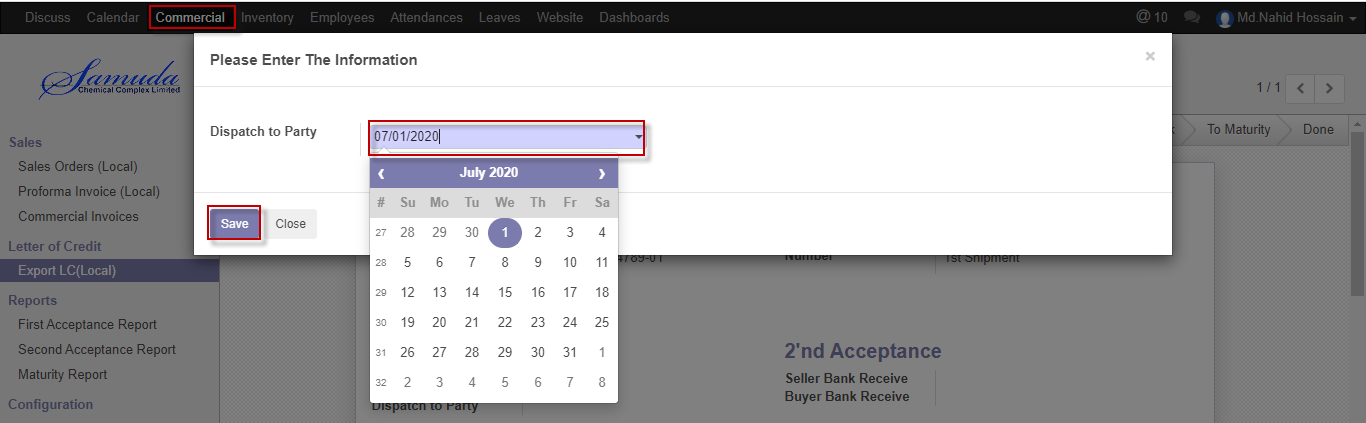 Discuss Calendar Commercial Inventory Employees Attendances Leaves Website Dashboards @ 10 Md.Nahid Hossain
Please Enter The Information ×
Samuda
Chemical Complex Limited
1 / 1
Dispatch to Party 07/01/2020
To Maturity Done
Sales
Sales Orders (Local)
Proforma Invoice (Local)
Commercial Invoices
Letter of Credit
Export LC(Local)
Reports
First Acceptance Report
Second Acceptance Report
Maturity Report
Configuration
July 2020
# Su Mo Tu We Th Fr Sa
27 28 29 30 1 2 3 4
28 5 6 7 8 9 10 11
29 12 13 14 15 16 17 18
30 19 20 21 22 23 24 25
31 26 27 28 29 30 31 1
32 2 3 4 5 6 7 8
Save Close
4789-01 Number 1st Shipment
2'nd Acceptance
Seller Bank Receive
Buyer Bank Receive
Dispatch to Party